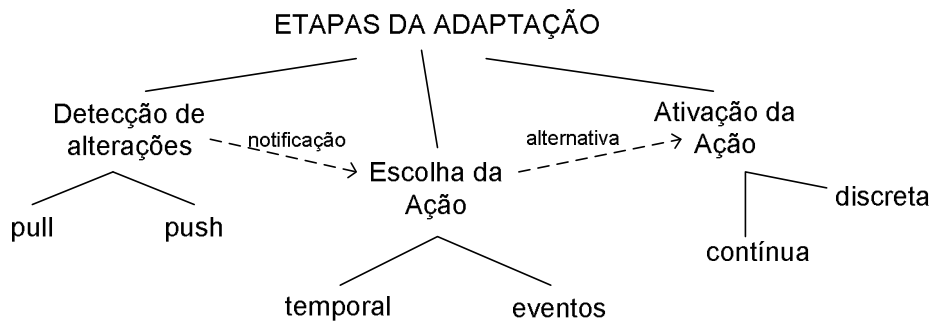 ETAPAS DA ADAPTAÇÃO
Detecção de
alterações
notificação
pull
push
Escolha da
Ação
alternativa
temporal
eventos
Ativação da
Ação
contínua
discreta